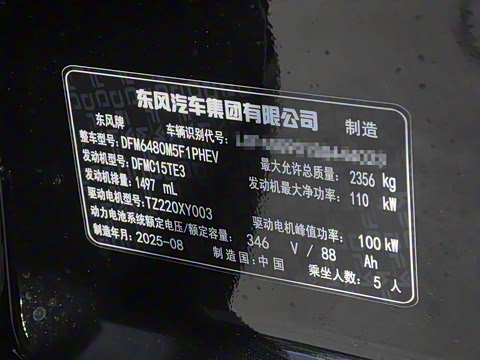 东风汽车集团有限公司 制造
东风牌 车辆识别代号:
整车型号: DFM6480M5F1PHEV 最大允许总质量: 2356 kg
发动机型号: DFMC15TE3 发动机最大净功率: 110 kW
发动机排量: 1497 mL
驱动电机型号: TZ220XY003 驱动电机峰值功率: 100 kW
动力电池系统额定电压/额定容量: 346 V / 88 Ah
制造年月: 2025-08 制造国: 中国 乘坐人数: 5 人